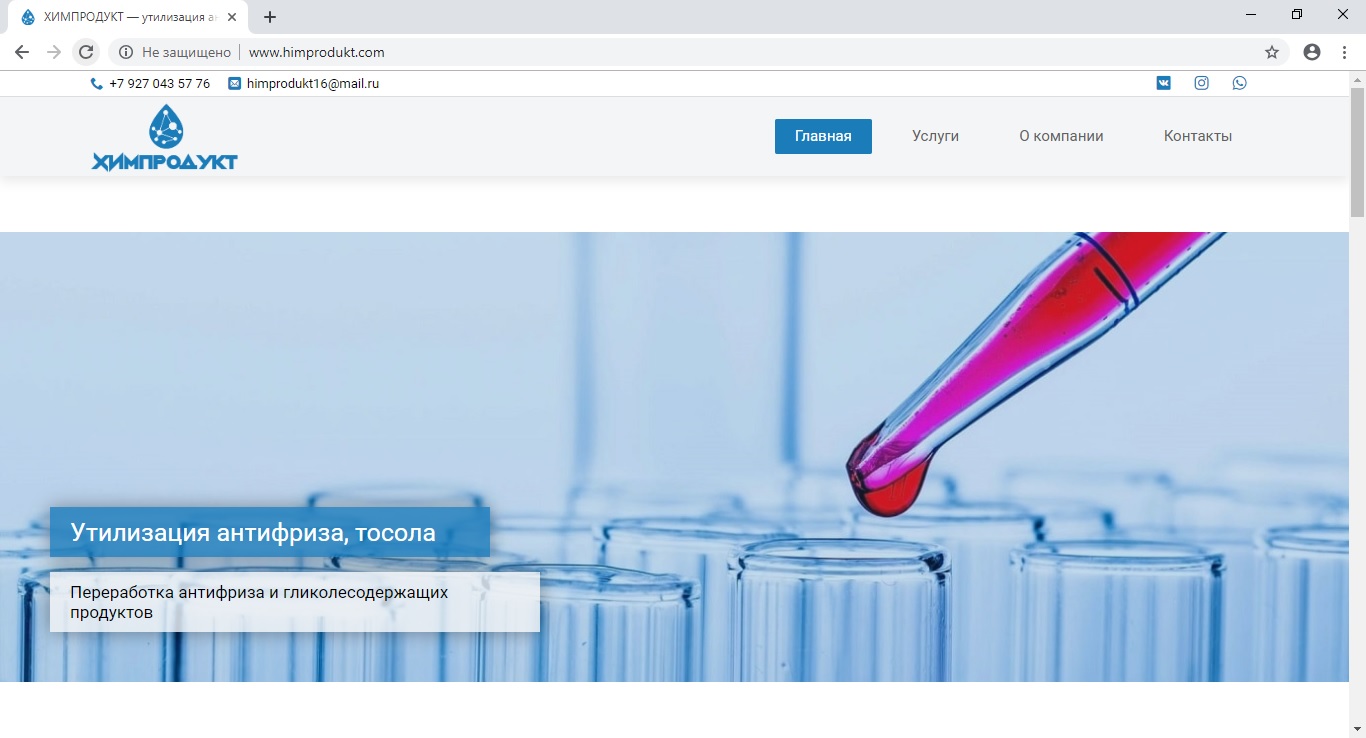 ХИМПРОДУКТ — утилизация ан
Не защищено
www.himprodukt.com
+7 927 043 57 76
himprodukt16@mail.ru
ХИМПРОДУКТ
Главная
Услуги
О компании
Контакты
Утилизация антифриза, тосола
Переработка антифриза и гликолесодержащих
продуктов